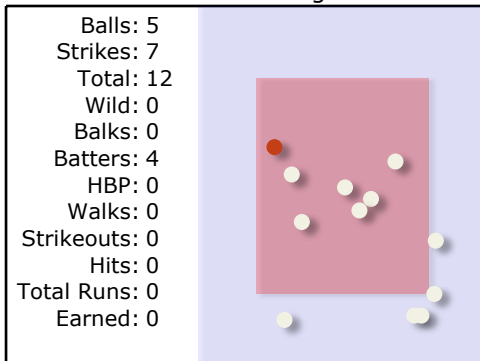 Balls: 5
Strikes: 7
Total: 12
Wild: 0
Balks: 0
Batters: 4
HBP: 0
Walks: 0
Strikeouts: 0
Hits: 0
Total Runs: 0
Earned: 0